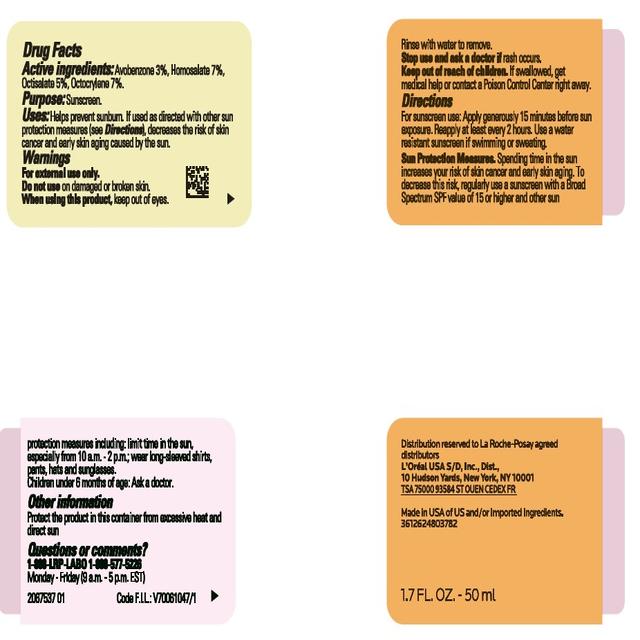 Drug Facts
Active ingredients: Avobenzone 3%, Homosalate 7%,
Octisalate 5%, Octocrylene 7%.
Purpose: Sunscreen.
Uses: Helps prevent sunburn. If used as directed with other sun
protection measures (see Directions), decreases the risk of skin
cancer and early skin aging caused by the sun.
Warnings
For external use only.
Do not use on damaged or broken skin.
When using this product, keep out of eyes.
Rinse with water to remove.
Stop use and ask a doctor if rash occurs.
Keep out of reach of children. If swallowed, get
medical help or contact a Poison Control Center right away.
Directions
For sunscreen use: Apply generously 15 minutes before sun
exposure. Reapply at least every 2 hours. Use a water
resistant sunscreen if swimming or sweating.
Sun Protection Measures. Spending time in the sun
increases your risk of skin cancer and early skin aging. To
decrease this risk, regularly use a sunscreen with a Broad
Spectrum SPF value of 15 or higher and other sun
protection measures including: limit time in the sun,
especially from 10 a.m. - 2 p.m.; wear long-sleeved shirts,
pants, hats and sunglasses.
Children under 6 months of age: Ask a doctor.
Other information
Protect the product in this container from excessive heat and
direct sun
Questions or comments?
1-888-LRP-LABO 1-888-577-5226
Monday - Friday (9 a.m. - 5 p.m. EST)
2067537 01 Code F.I.L.: V70061047/1
Distribution reserved to La Roche-Posay agreed
distributors
L'Oréal USA S/D, Inc., Dist.,
10 Hudson Yards, New York, NY 10001
TSA 75000 93584 ST OUEN CEDEX FR
Made in USA of US and/or Imported Ingredients.
3612624803782
1.7 FL. OZ. - 50 ml